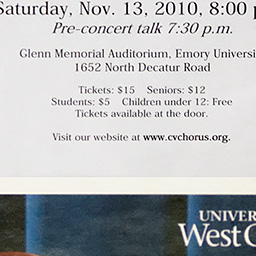 Saturday, Nov. 13, 2010, 8:00
Pre-concert talk 7:30 p.m.
Glenn Memorial Auditorium, Emory
1652 North Decatur Road
Tickets: $15 Seniors: $12
Students: $5 Children under 12: Free
Tickets available at the door.
Visit our website at www.cvchorus.org.
West